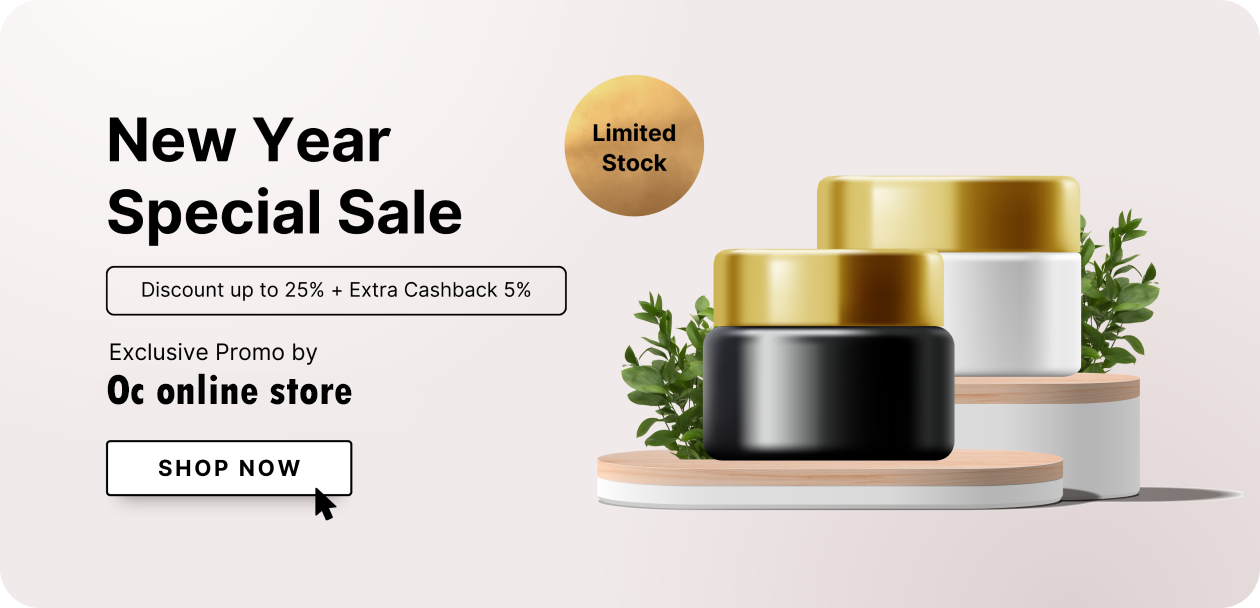 New Year
Special Sale
Discount up to 25% + Extra Cashback 5%
Exclusive Promo by
Oc online store
SHOP NOW
Limited
Stock